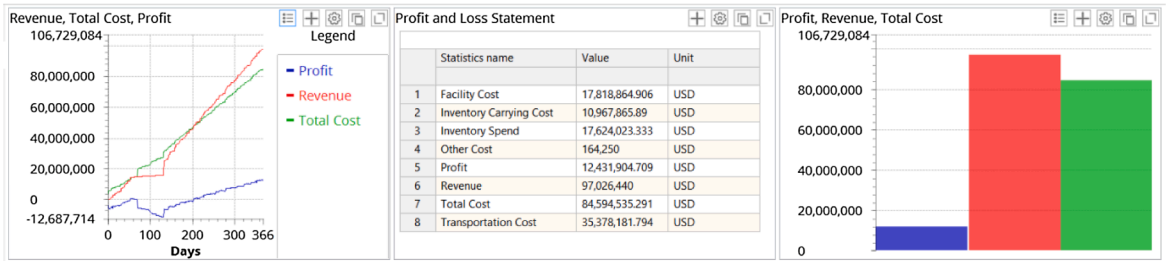 Revenue, Total Cost, Profit
106,729,084
80,000,000
60,000,000
40,000,000
20,000,000
0
-12,687,714
0 100 200 300 366
Days
Legend
Profit
Revenue
Total Cost
Profit and Loss Statement
Statistics name Value Unit
1 Facility Cost 17,818,864.906 USD
2 Inventory Carrying Cost 10,967,865.89 USD
3 Inventory Spend 17,624,023.333 USD
4 Other Cost 164,250 USD
5 Profit 12,431,904.709 USD
6 Revenue 97,026,440 USD
7 Total Cost 84,594,535.291 USD
8 Transportation Cost 35,378,181.794 USD
Profit, Revenue, Total Cost
106,729,084
80,000,000
60,000,000
40,000,000
20,000,000
0